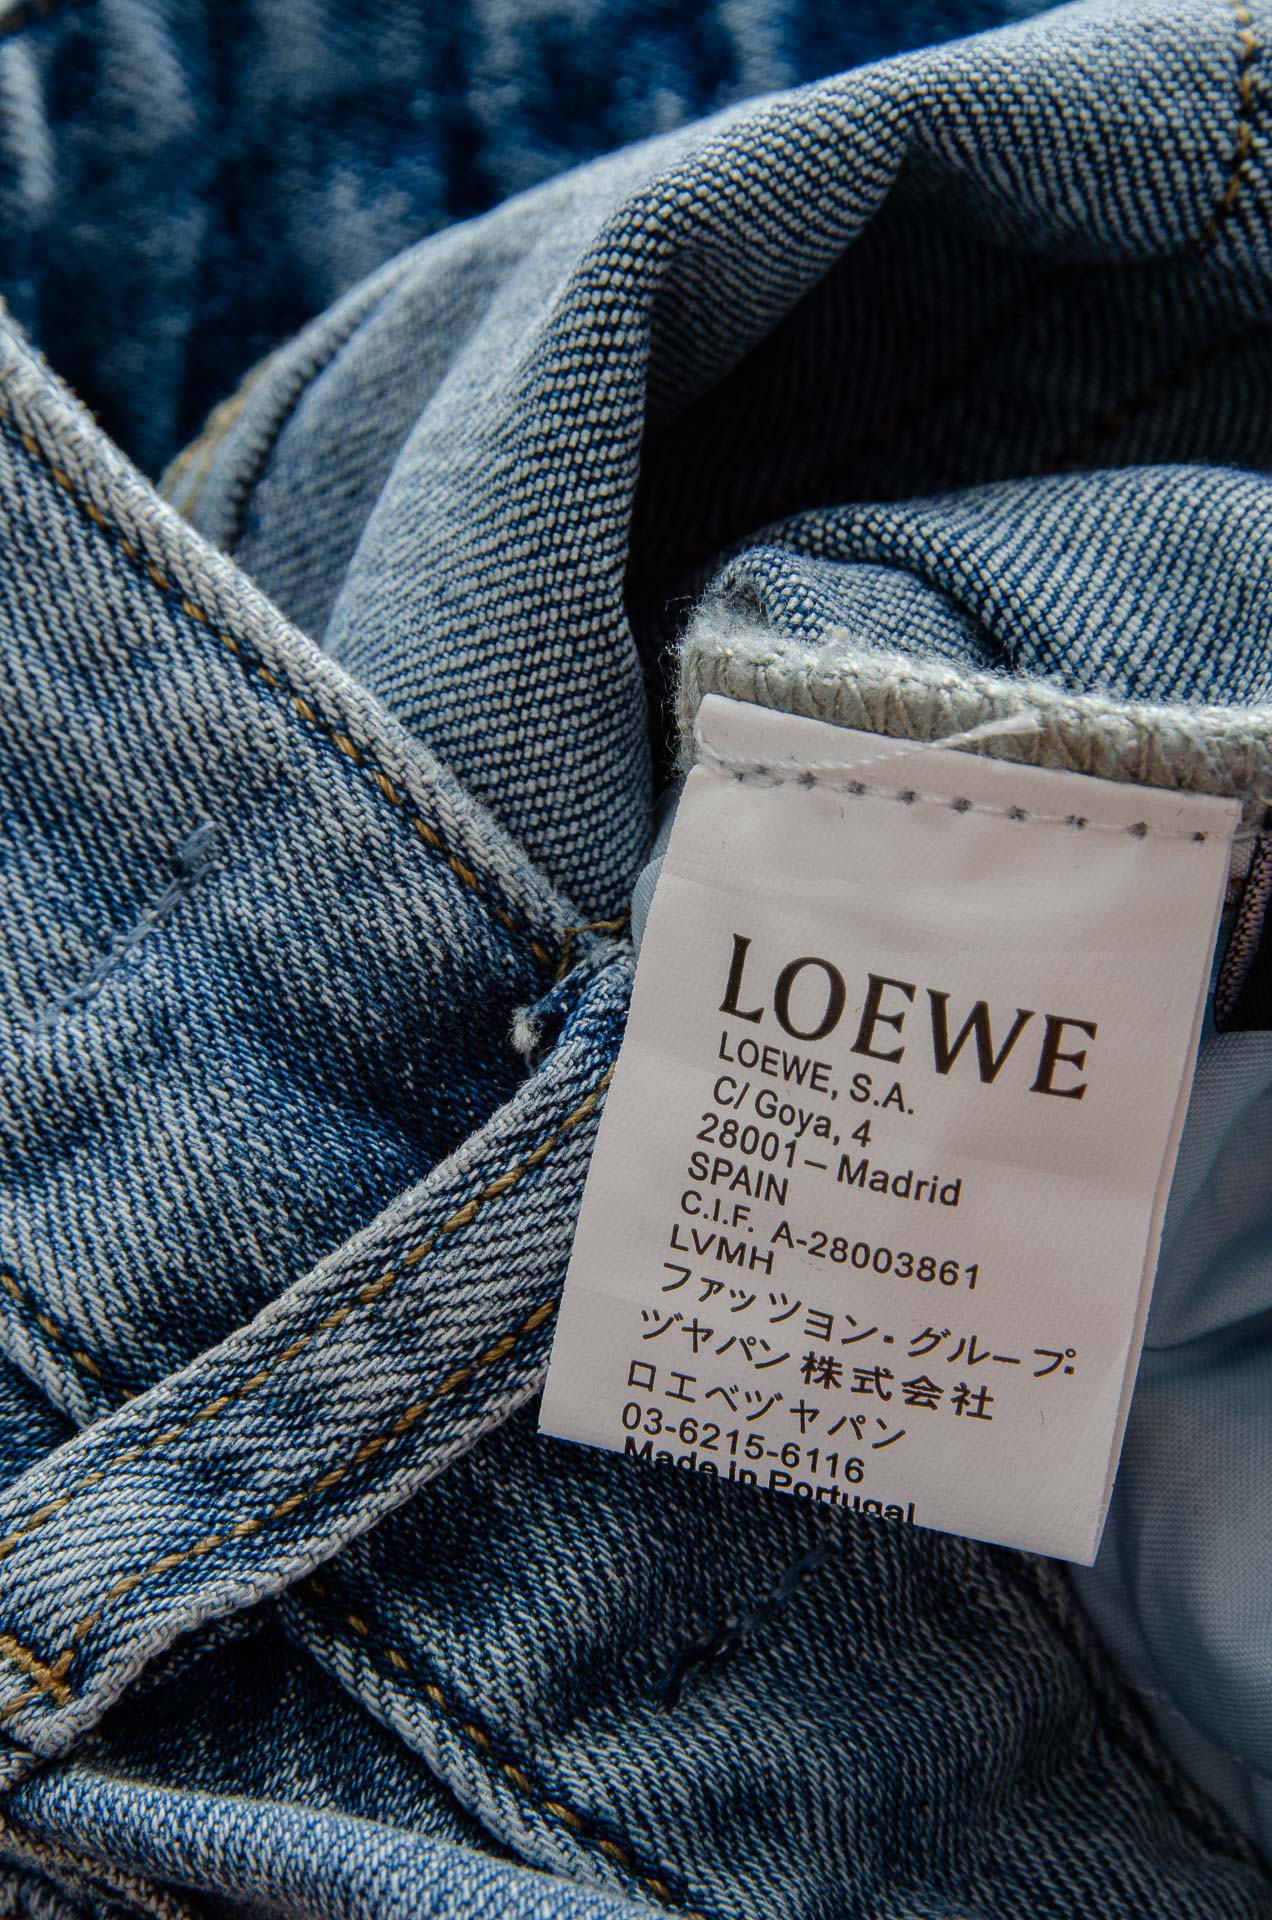 LOEWE
LOEWE, S.A.
C/ Goya, 4
28001 – Madrid
SPAIN
C.I.F. A-28003861
LVMH
ファッツョン・グループ・
ヅャパン株式会社
ロエベヅャパン
03-6215-6116
Made in Portugal